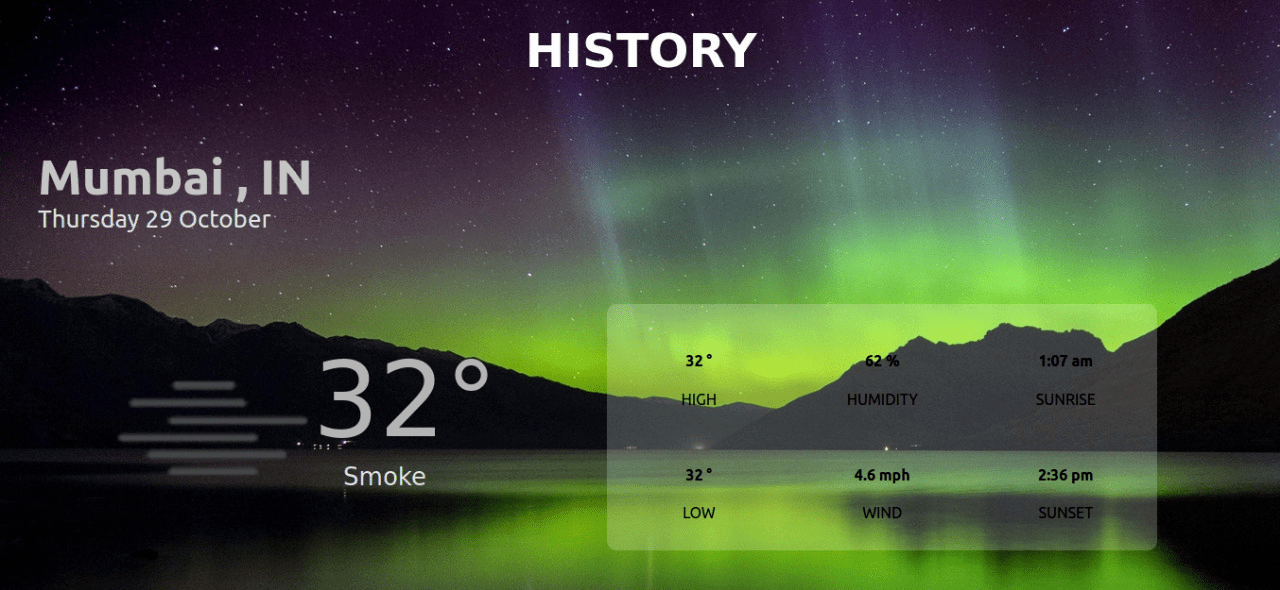 HISTORY
Mumbai , IN
Thursday 29 October
32°
Smoke
32 ° 62 % 1:07 am
HIGH HUMIDITY SUNRISE
32 ° 4.6 mph 2:36 pm
LOW WIND SUNSET